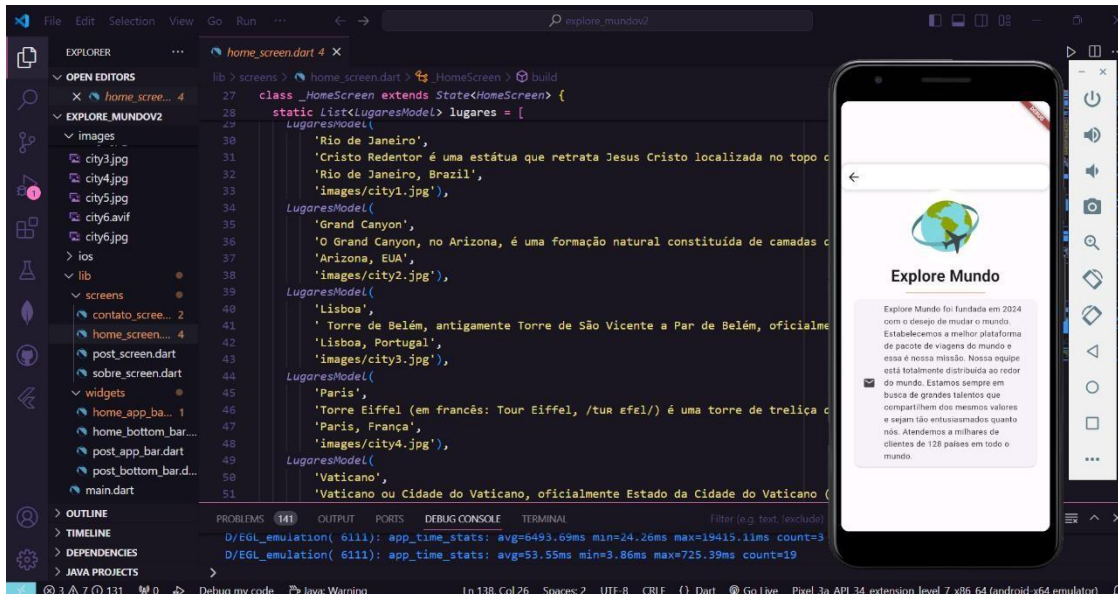 File Edit Selection View Go Run ... explore_mundov2
EXPLORER ...
OPEN EDITORS
home_scree... 4
EXPLORE_MUNDOV2
images
city3.jpg
city4.jpg
city5.jpg
city6.avif
city6.jpg
ios
lib
screens
contato_scree... 2
home_screen.... 4
post_screen.dart
sobre_screen.dart
widgets
home_app_ba... 1
home_bottom_bar....
post_app_bar.dart
post_bottom_bar.d...
main.dart
OUTLINE
TIMELINE
DEPENDENCIES
JAVA PROJECTS
1
home_screen.dart 4
lib > screens > home_screen.dart > _HomeScreen > build
27 class _HomeScreen extends State<HomeScreen> {
28 static List<LugaresModel> lugares = [
29 LugaresModel(
30 'Rio de Janeiro',
31 'Cristo Redentor é uma estátua que retrata Jesus Cristo localizada no topo
32 'Rio de Janeiro, Brazil',
33 'images/city1.jpg'),
34 LugaresModel(
35 'Grand Canyon',
36 'O Grand Canyon, no Arizona, é uma formação natural constituída de camadas
37 'Arizona, EUA',
38 'images/city2.jpg'),
39 LugaresModel(
40 'Lisboa',
41 ' Torre de Belém, antigamente Torre de São Vicente a Par de Belém, oficialme
42 'Lisboa, Portugal',
43 'images/city3.jpg'),
44 LugaresModel(
45 'Paris',
46 'Torre Eiffel (em francês: Tour Eiffel, /tuʀ ɛfɛl/) é uma torre de treliça
47 'Paris, França',
48 'images/city4.jpg'),
49 LugaresModel(
50 'Vaticano',
51 'Vaticano ou Cidade do Vaticano, oficialmente Estado da Cidade do Vaticano (
PROBLEMS 141 OUTPUT PORTS DEBUG CONSOLE TERMINAL Filter (e.g. text, !exclude)
D/EGL_emulation( 6111): app_time_stats: avg=6493.69ms min=24.26ms max=19415.11ms count=3
D/EGL_emulation( 6111): app_time_stats: avg=53.55ms min=3.86ms max=725.39ms count=19
>
DEBUG
Explore Mundo
Explore Mundo foi fundada em 2024
com o desejo de mudar o mundo.
Estabelecemos a melhor plataforma
de pacote de viagens do mundo e
essa é nossa missão. Nossa equipe
está totalmente distribuída ao redor
do mundo. Estamos sempre em
busca de grandes talentos que
compartilhem dos mesmos valores
e sejam tão entusiasmados quanto
nós. Atendemos a milhares de
clientes de 128 países em todo o
mundo.
3 7 131 0 Debug my code Java: Warning Ln 138, Col 26 Spaces: 2 UTF-8 CRLF {} Dart Go Live Pixel_3a_API_34_extension_level_7_x86_64 (android-x64 emulator)